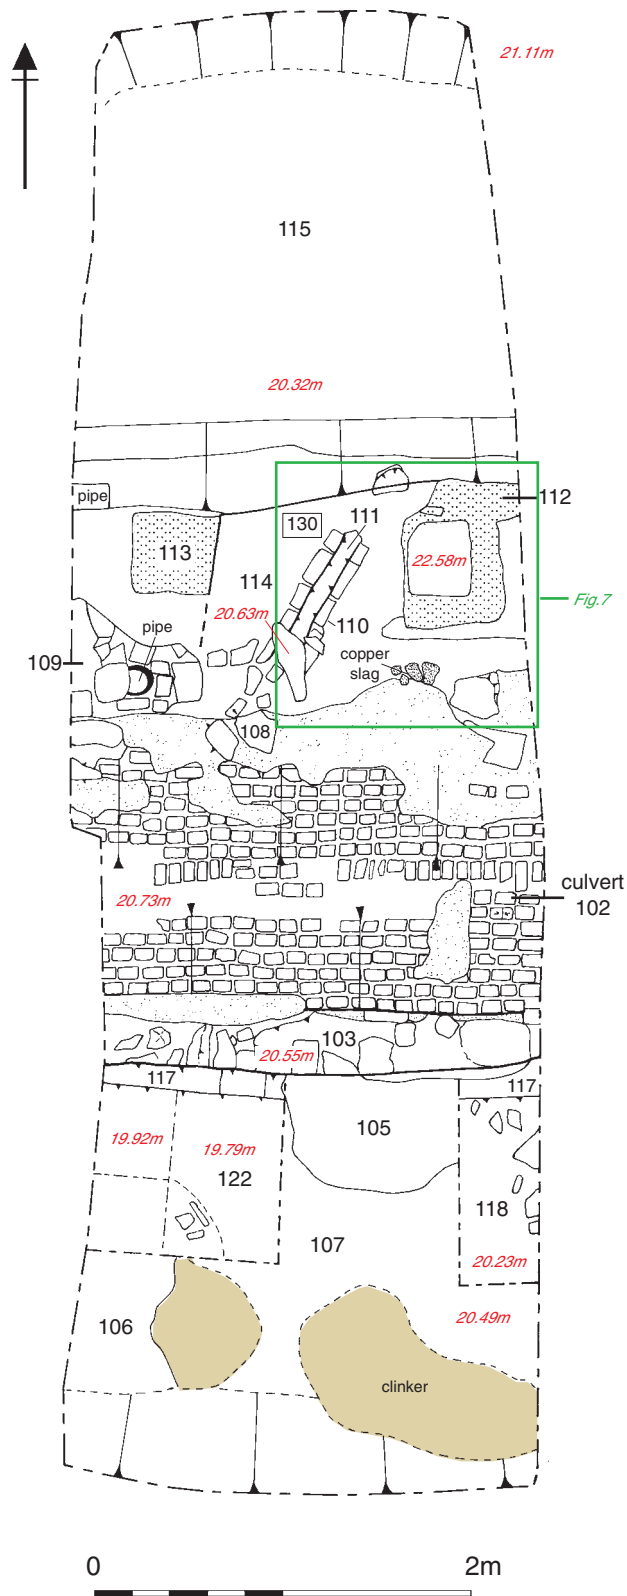 21.11m
115
20.32m
pipe
112
130
111
113
22.58m
114
Fig.7
20.63m
110
pipe
copper
slag
109
108
culvert
102
20.73m
103
20.55m
117
117
105
19.92m
19.79m
122
118
107
20.23m
106
20.49m
clinker
0
2m